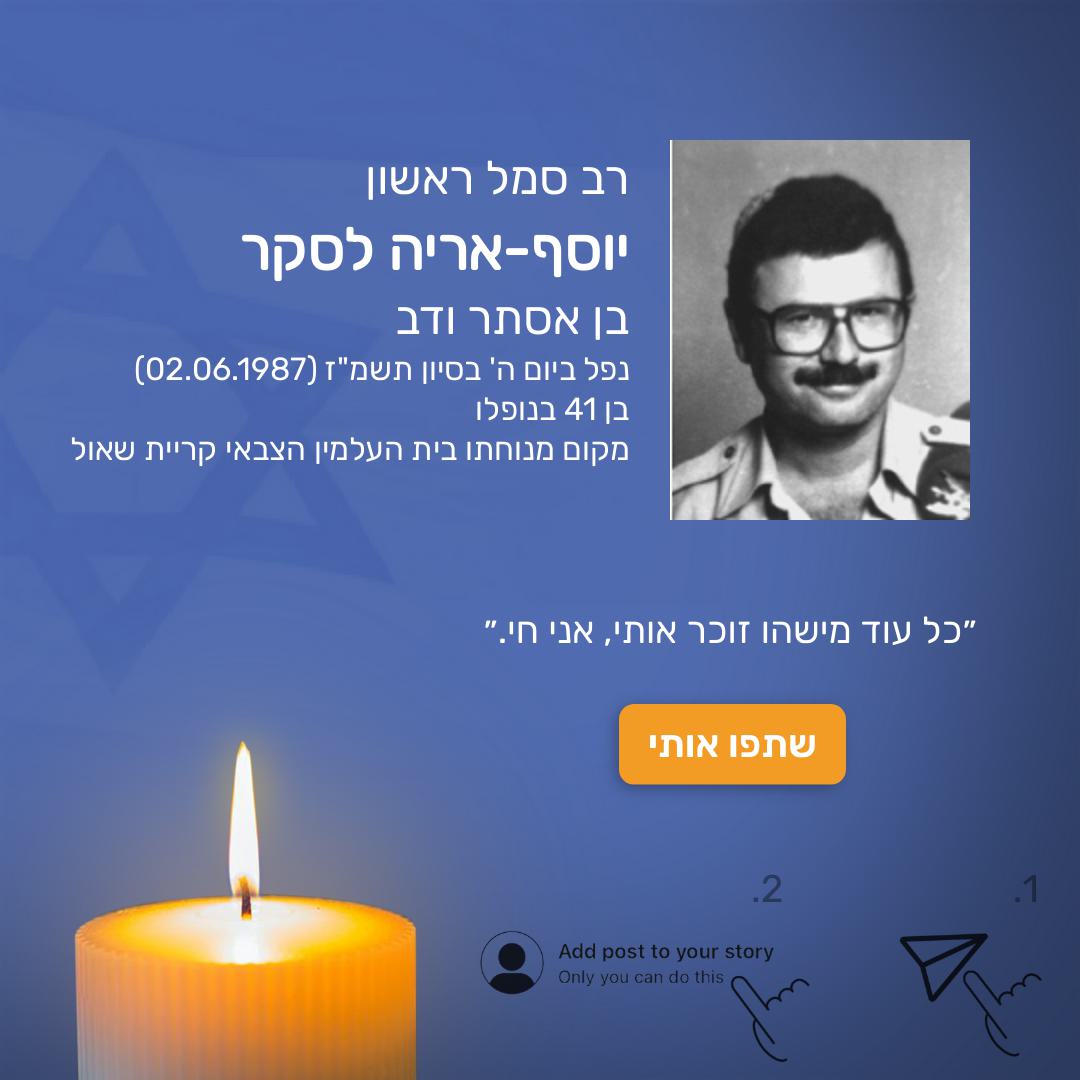 רב סמל ראשון
יוסף-אריה לסקר
בן אסתר ודב
נפל ביום ה' בסיון תשמ"ז (02.06.1987)
בן 41 בנופלו
מקום מנוחתו בית העלמין הצבאי קריית שאול
״כל עוד מישהו זוכר אותי, אני חי.״
שתפו אותי
.1
.2
Add post to your story
Only you can do this